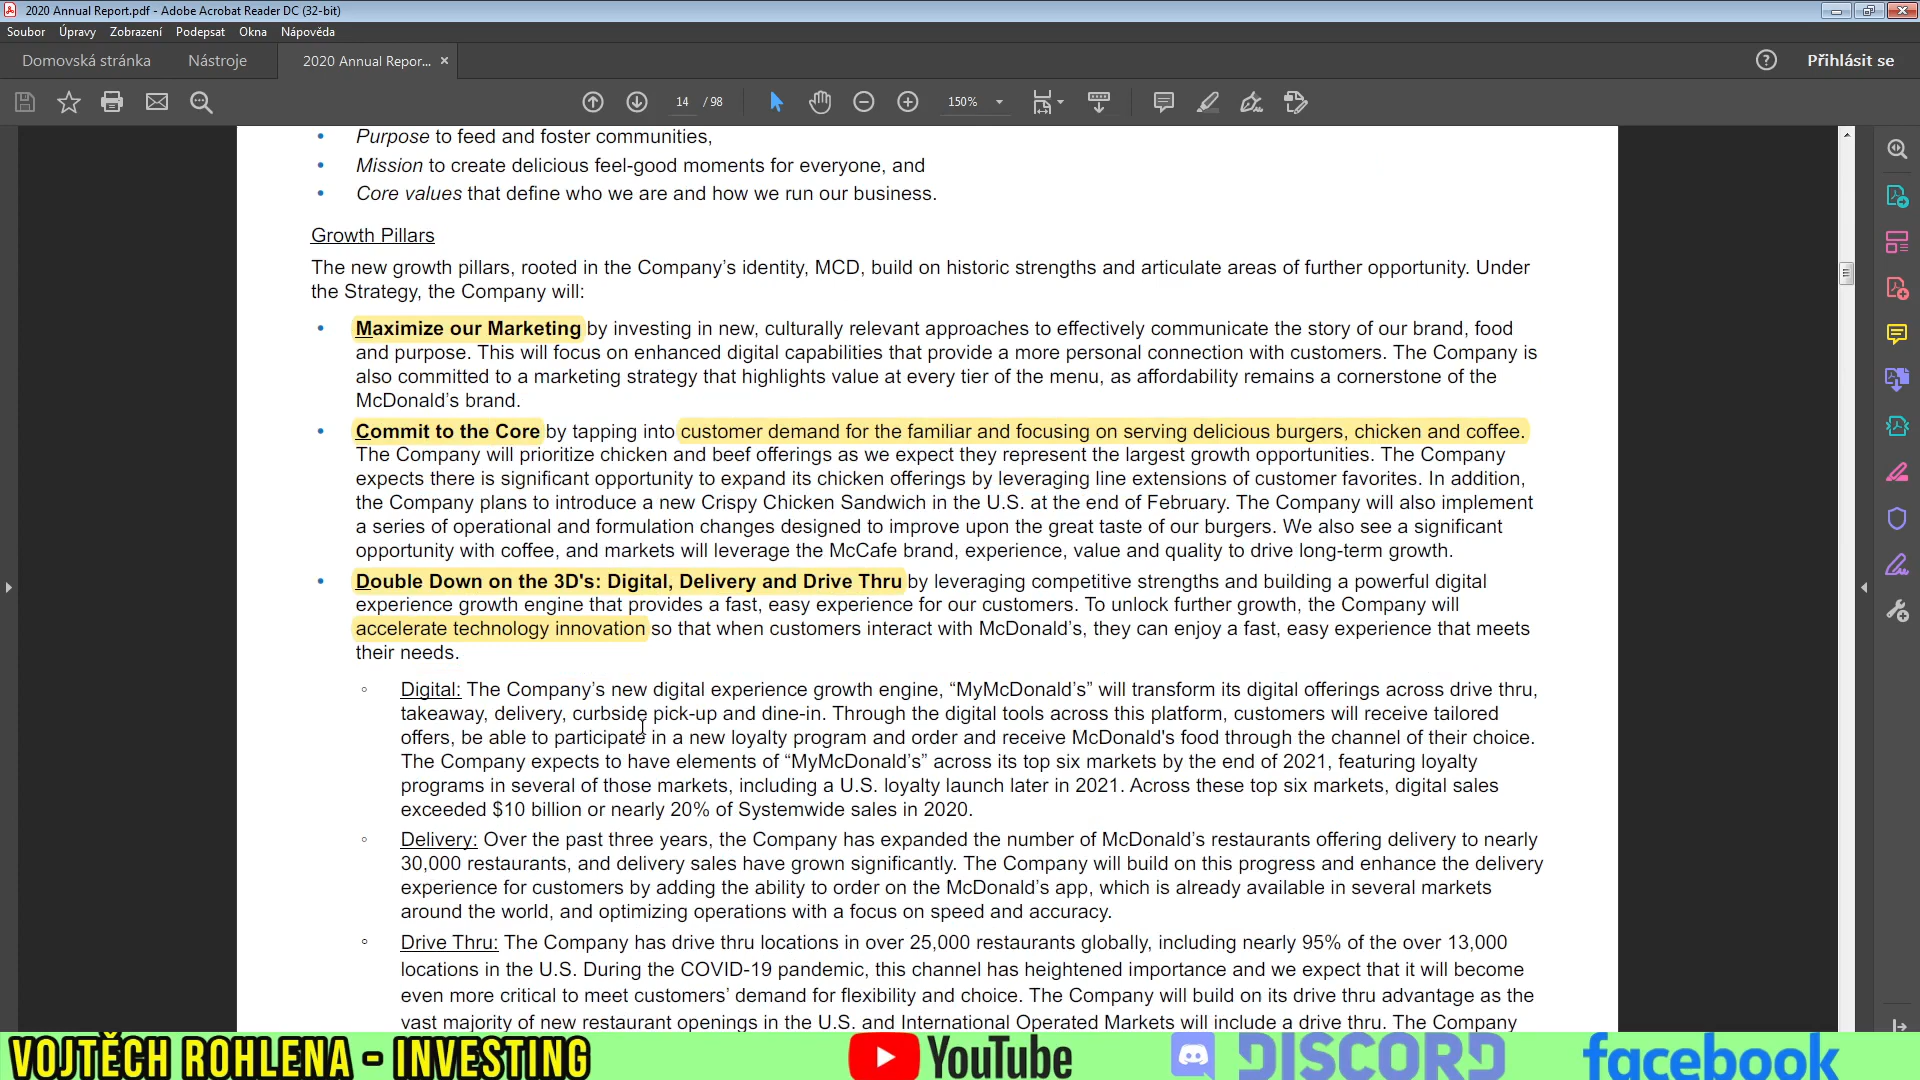 2020 Annual Report.pdf - Adobe Acrobat Reader DC (32-bit)
Soubor Úpravy Zobrazení Podepsat Okna Nápověda
Domovská stránka Nástroje 2020 Annual Repor... × Přihlásit se
14 / 98 150%
• Purpose to feed and foster communities,
• Mission to create delicious feel-good moments for everyone, and
• Core values that define who we are and how we run our business.
Growth Pillars
The new growth pillars, rooted in the Company’s identity, MCD, build on historic strengths and articulate areas of further opportunity. Under
the Strategy, the Company will:
• Maximize our Marketing by investing in new, culturally relevant approaches to effectively communicate the story of our brand, food
and purpose. This will focus on enhanced digital capabilities that provide a more personal connection with customers. The Company is
also committed to a marketing strategy that highlights value at every tier of the menu, as affordability remains a cornerstone of the
McDonald’s brand.
• Commit to the Core by tapping into customer demand for the familiar and focusing on serving delicious burgers, chicken and coffee.
The Company will prioritize chicken and beef offerings as we expect they represent the largest growth opportunities. The Company
expects there is significant opportunity to expand its chicken offerings by leveraging line extensions of customer favorites. In addition,
the Company plans to introduce a new Crispy Chicken Sandwich in the U.S. at the end of February. The Company will also implement
a series of operational and formulation changes designed to improve upon the great taste of our burgers. We also see a significant
opportunity with coffee, and markets will leverage the McCafe brand, experience, value and quality to drive long-term growth.
• Double Down on the 3D's: Digital, Delivery and Drive Thru by leveraging competitive strengths and building a powerful digital
experience growth engine that provides a fast, easy experience for our customers. To unlock further growth, the Company will
accelerate technology innovation so that when customers interact with McDonald’s, they can enjoy a fast, easy experience that meets
their needs.
◦ Digital: The Company’s new digital experience growth engine, “MyMcDonald’s” will transform its digital offerings across drive thru,
takeaway, delivery, curbside pick-up and dine-in. Through the digital tools across this platform, customers will receive tailored
offers, be able to participate in a new loyalty program and order and receive McDonald's food through the channel of their choice.
The Company expects to have elements of “MyMcDonald’s” across its top six markets by the end of 2021, featuring loyalty
programs in several of those markets, including a U.S. loyalty launch later in 2021. Across these top six markets, digital sales
exceeded $10 billion or nearly 20% of Systemwide sales in 2020.
◦ Delivery: Over the past three years, the Company has expanded the number of McDonald’s restaurants offering delivery to nearly
30,000 restaurants, and delivery sales have grown significantly. The Company will build on this progress and enhance the delivery
experience for customers by adding the ability to order on the McDonald’s app, which is already available in several markets
around the world, and optimizing operations with a focus on speed and accuracy.
◦ Drive Thru: The Company has drive thru locations in over 25,000 restaurants globally, including nearly 95% of the over 13,000
locations in the U.S. During the COVID-19 pandemic, this channel has heightened importance and we expect that it will become
even more critical to meet customers’ demand for flexibility and choice. The Company will build on its drive thru advantage as the
vast majority of new restaurant openings in the U.S. and International Operated Markets will include a drive thru. The Company
VOJTĚCH ROHLENA - INVESTING YouTube DISCORD facebook